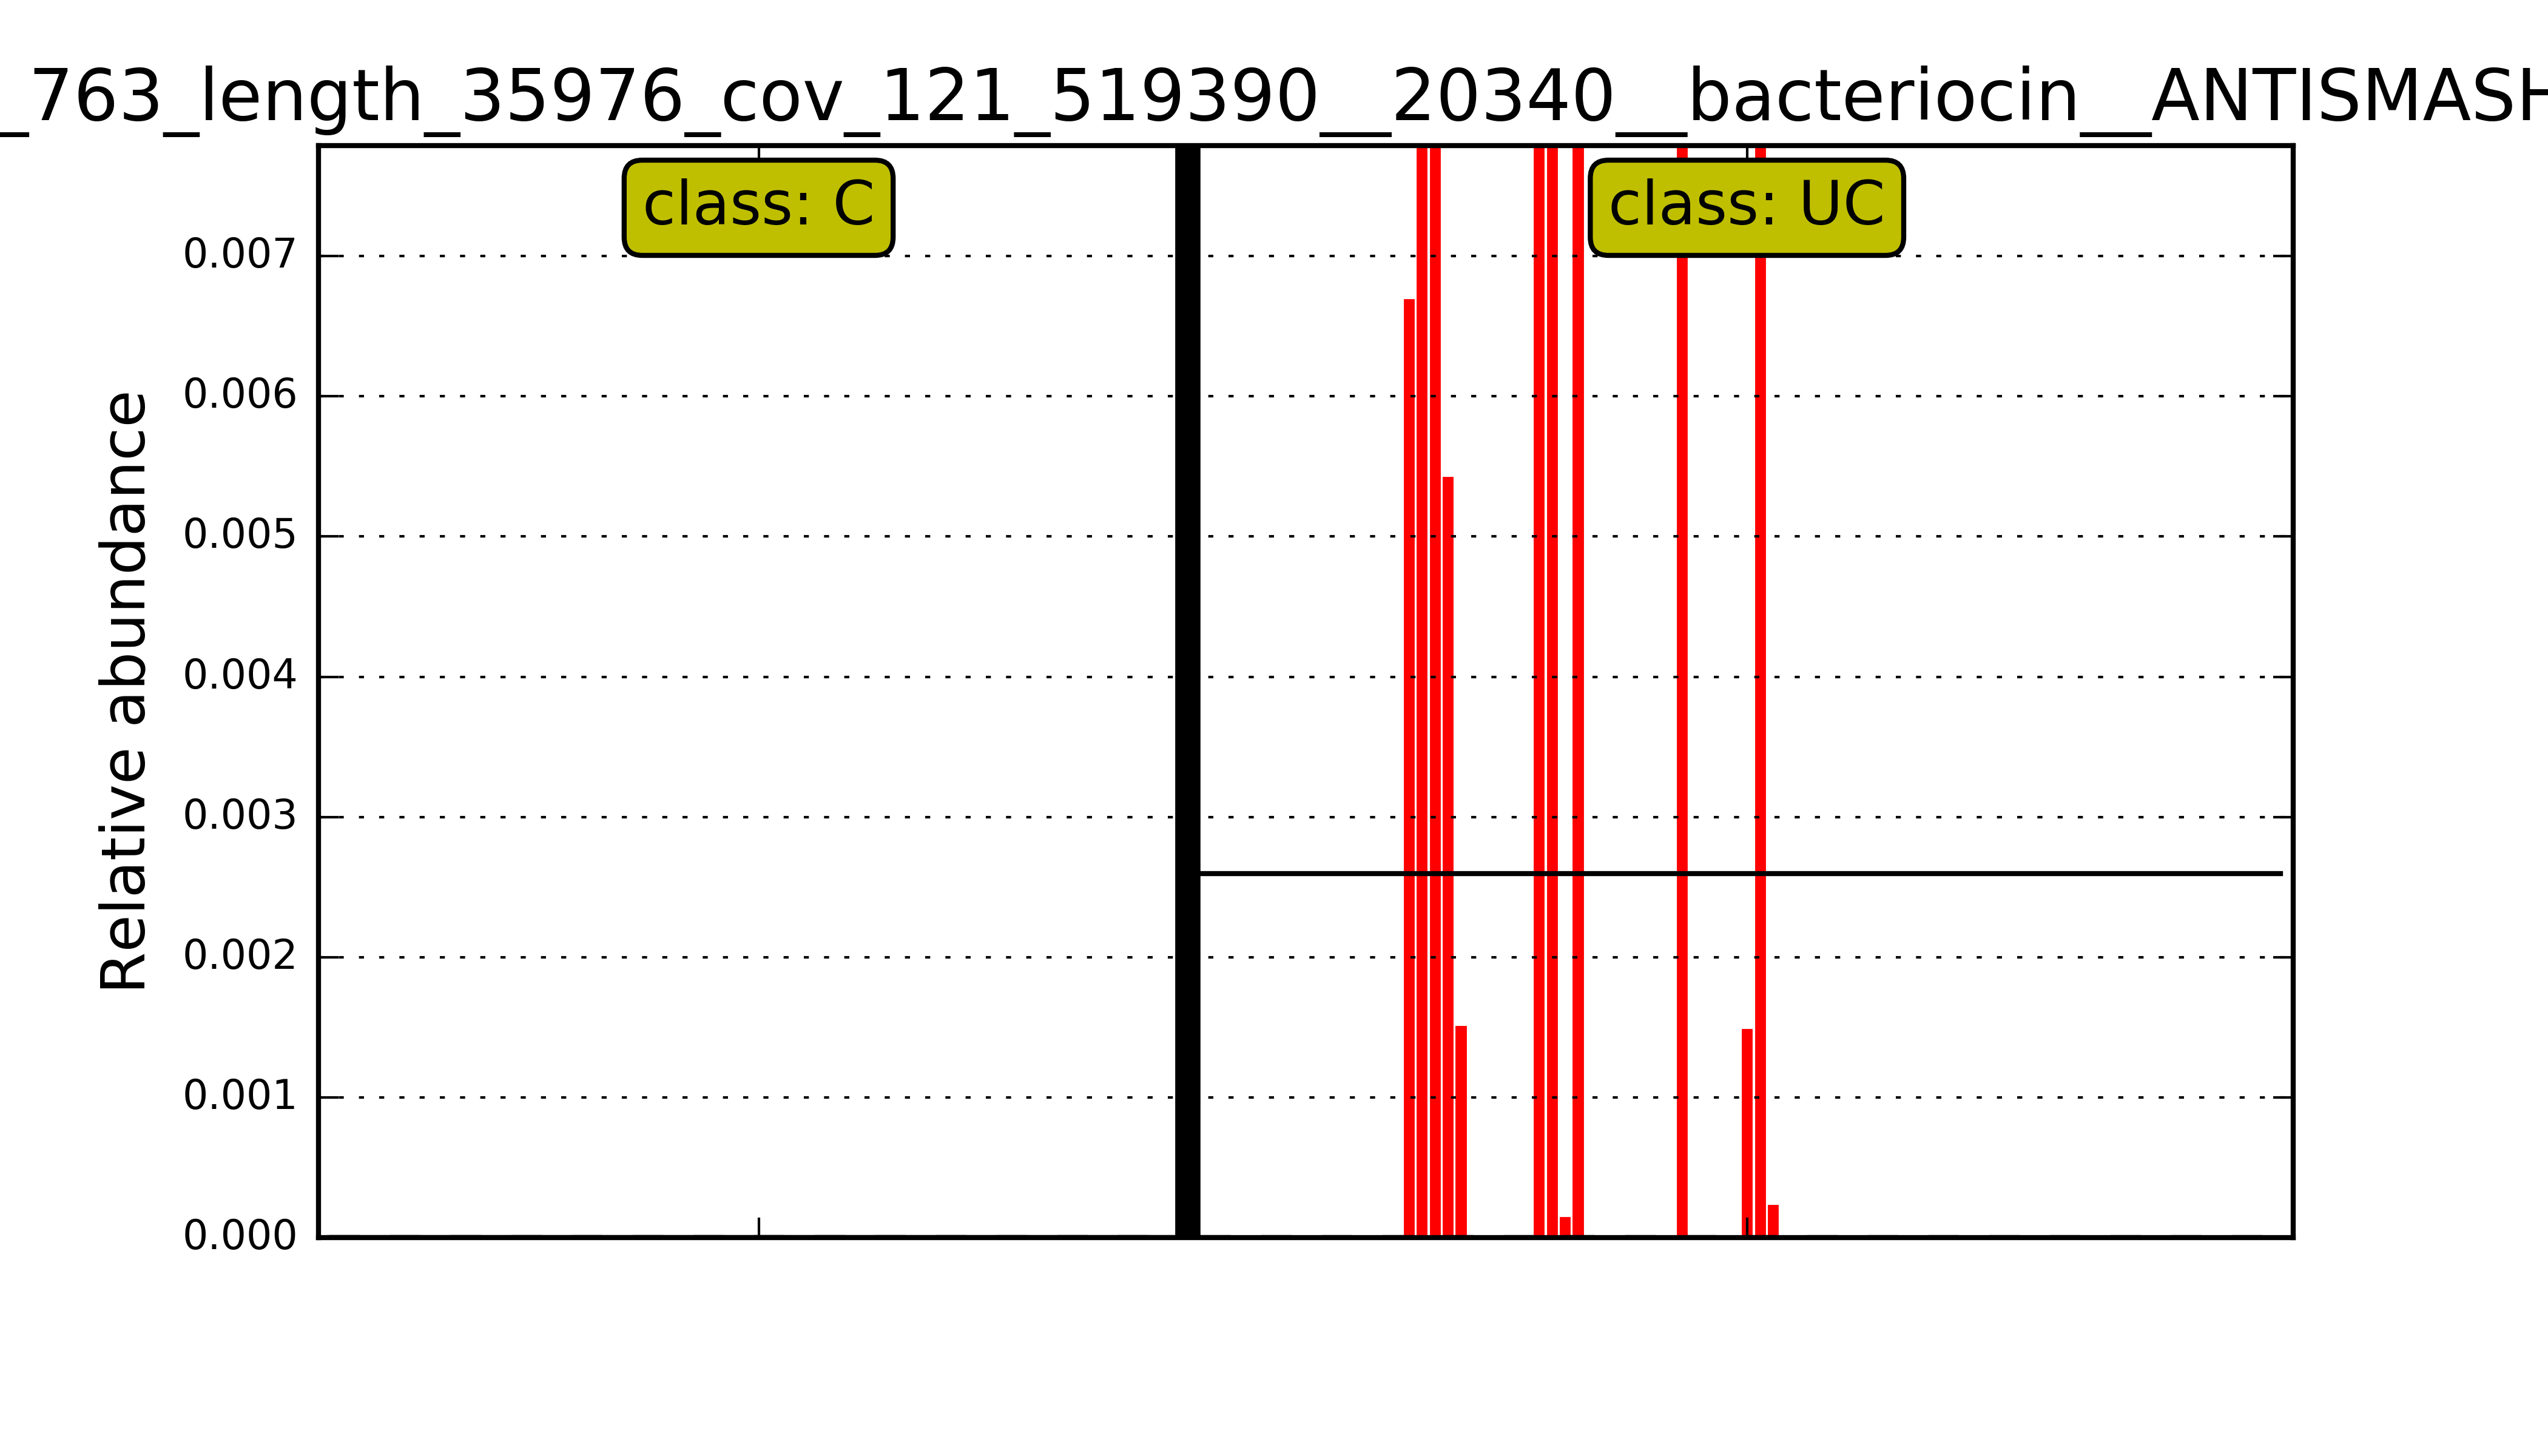 _763_length_35976_cov_121_519390__20340__bacteriocin__ANTISMASH
class: C
class: UC
0.007
0.006
0.005
0.004
0.003
0.002
0.001
0.000
Relative abundance